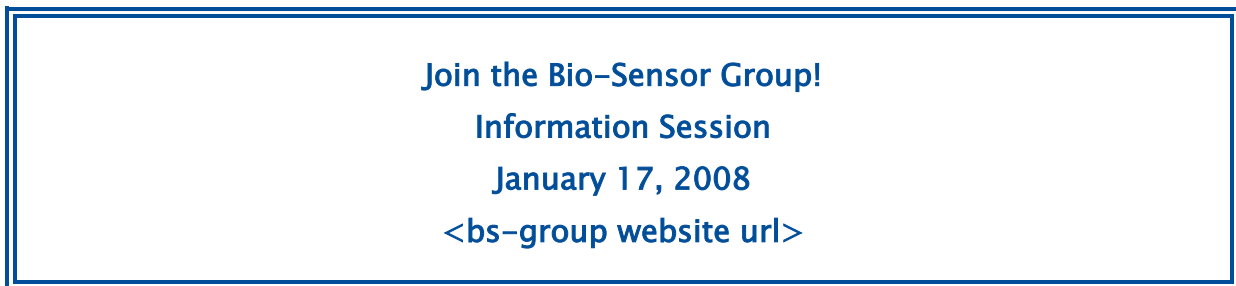 Join the Bio-Sensor Group!
Information Session
January 17, 2008
<bs-group website url>